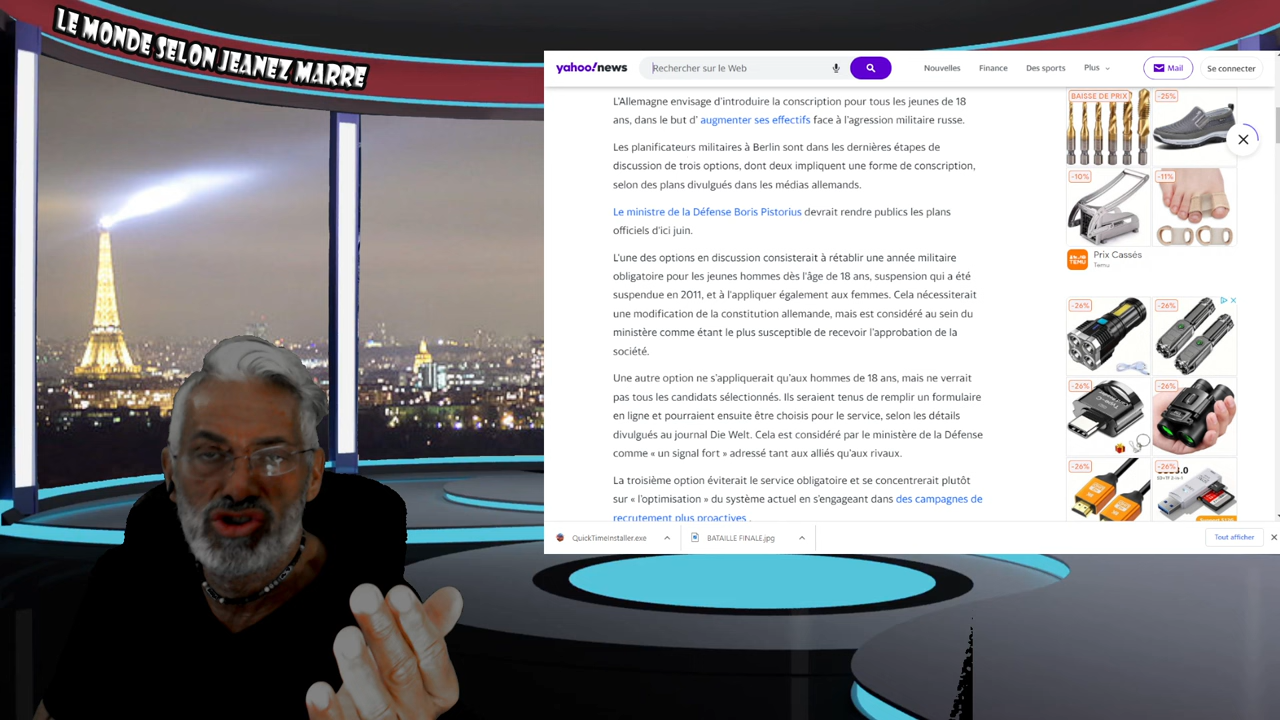 LE MONDE SELON JEANEZ MARRE
yahoo!news
Rechercher sur le Web
Nouvelles
Finance
Des sports
Plus
Mail
Se connecter
L'Allemagne envisage d'introduire la conscription pour tous les jeunes de 18
ans, dans le but d' augmenter ses effectifs face à l'agression militaire russe.
Les planificateurs militaires à Berlin sont dans les dernières étapes de
discussion de trois options, dont deux impliquent une forme de conscription,
selon des plans divulgués dans les médias allemands.
Le ministre de la Défense Boris Pistorius devrait rendre publics les plans
officiels d'ici juin.
L'une des options en discussion consisterait à rétablir une année militaire
obligatoire pour les jeunes hommes dès l'âge de 18 ans, suspension qui a été
suspendue en 2011, et à l'appliquer également aux femmes. Cela nécessiterait
une modification de la constitution allemande, mais est considéré au sein du
ministère comme étant le plus susceptible de recevoir l'approbation de la
société.
Une autre option ne s'appliquerait qu'aux hommes de 18 ans, mais ne verrait
pas tous les candidats sélectionnés. Ils seraient tenus de remplir un formulaire
en ligne et pourraient ensuite être choisis pour le service, selon les détails
divulgués au journal Die Welt. Cela est considéré par le ministère de la Défense
comme « un signal fort » adressé tant aux alliés qu'aux rivaux.
La troisième option éviterait le service obligatoire et se concentrerait plutôt
sur « l'optimisation » du système actuel en s'engageant dans des campagnes de
recrutement plus proactives .
BAISSE DE PRIX
-25%
-10%
-11%
TEMU
Prix Cassés
Temu
-26%
-26%
-26%
Type-C
-26%
-26%
-26%
3.0
QuickTimeInstaller.exe
BATAILLE FINALE.jpg
Tout afficher